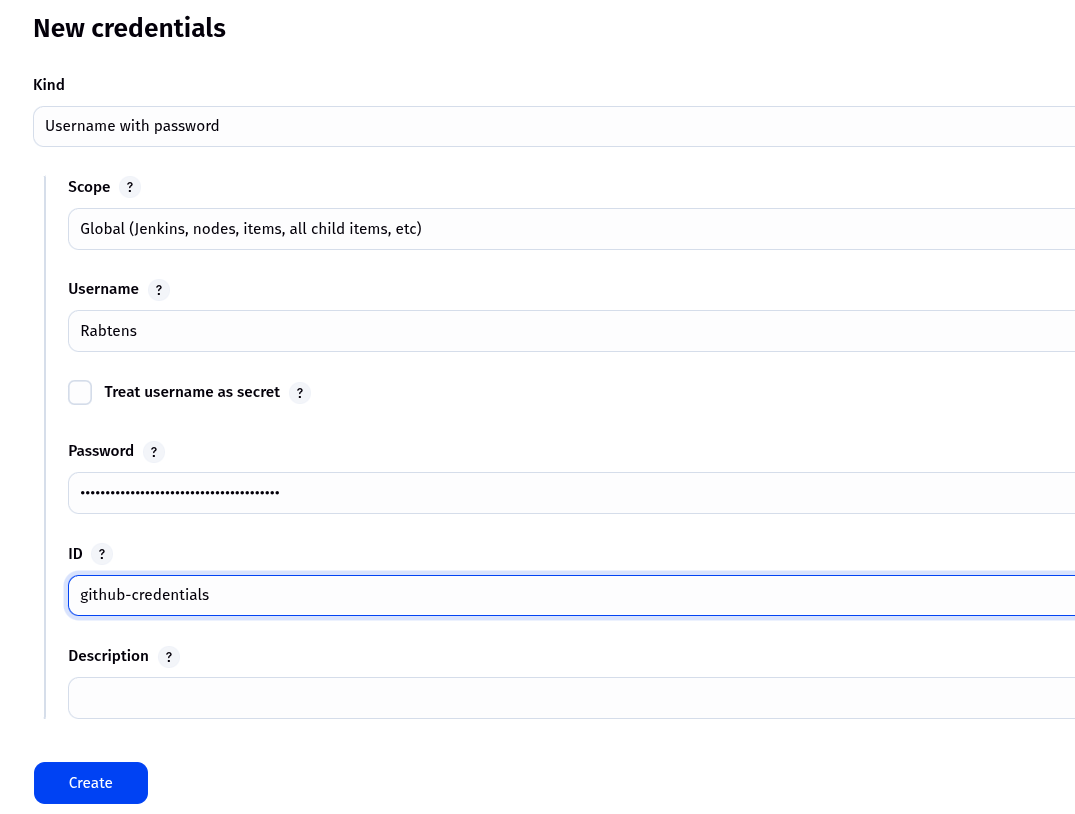 New credentials
Kind
Username with password
Scope ?
Global (Jenkins, nodes, items, all child items, etc)
Username ?
Rabtens
Treat username as secret ?
Password ?
••••••••••••••••••••••••••••••••••••••••
ID ?
github-credentials
Description ?
Create